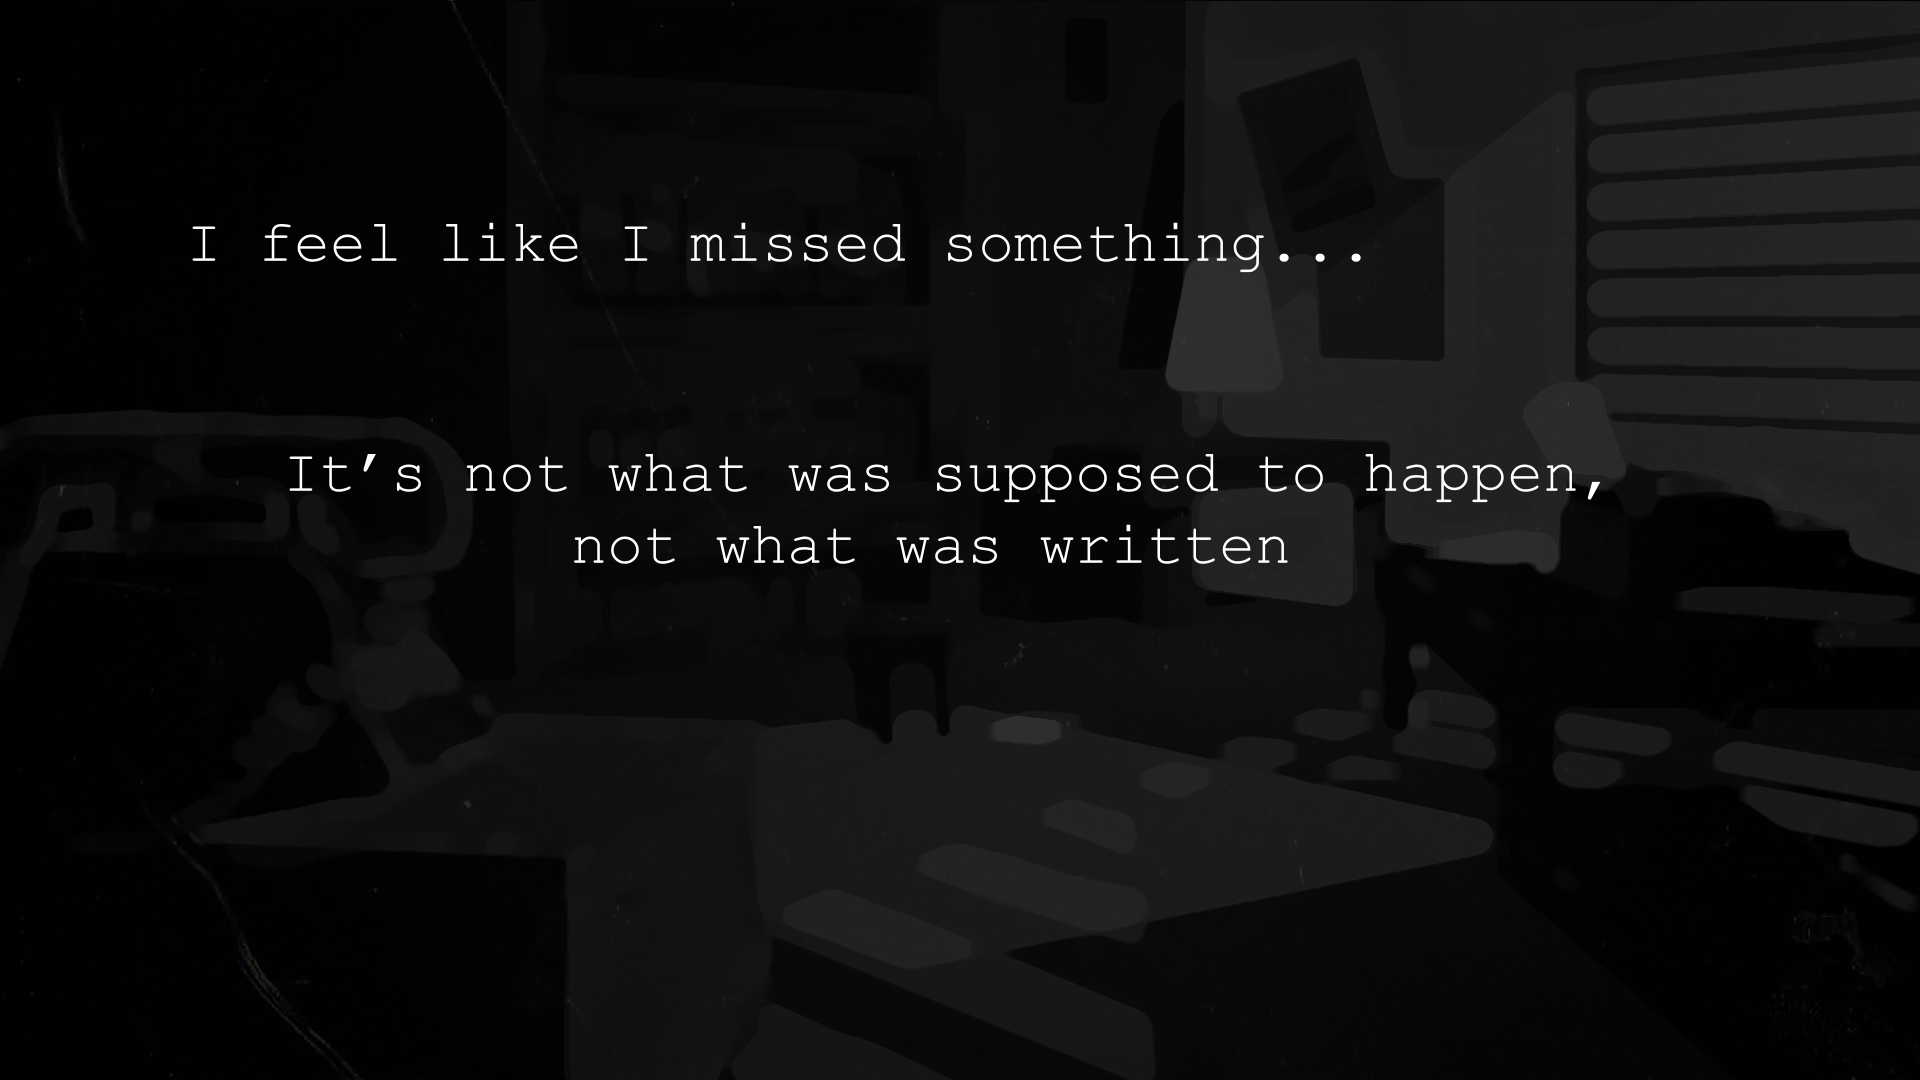 I feel like I missed something...
It’s not what was supposed to happen,
not what was written